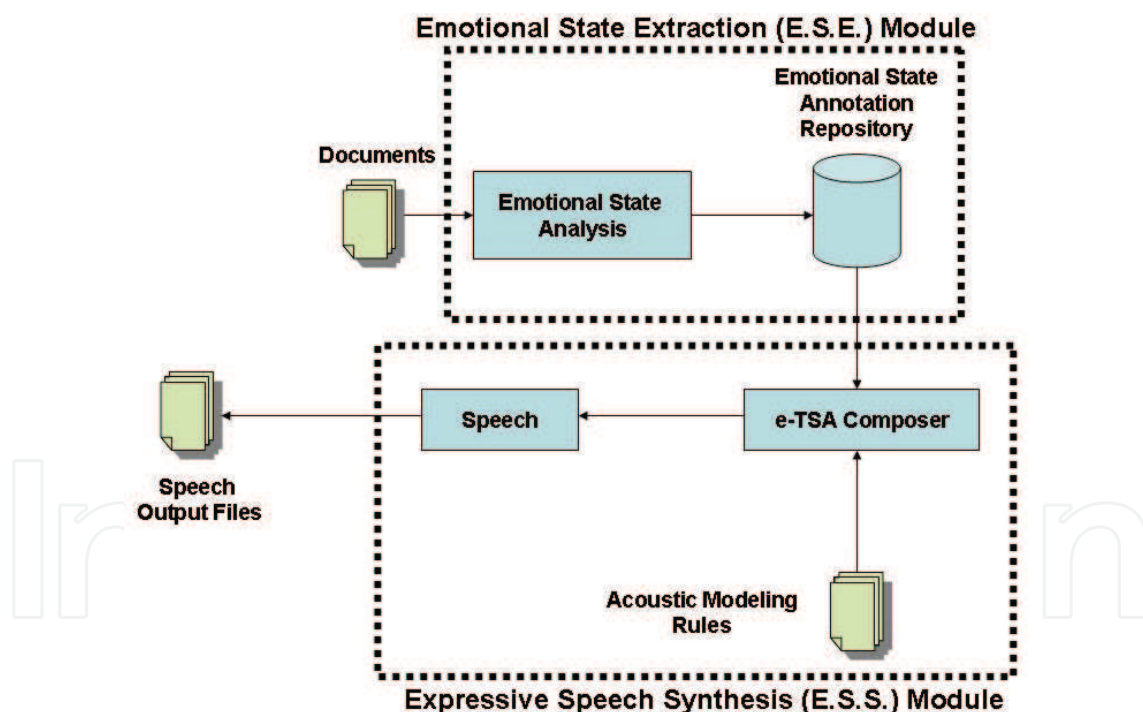 Emotional State Extraction (E.S.E.) Module
Emotional State
Annotation
Repository
Documents
Emotional State
Analysis
Speech
e-TSA Composer
Speech
Output Files
Acoustic Modeling
Rules
Expressive Speech Synthesis (E.S.S.) Module